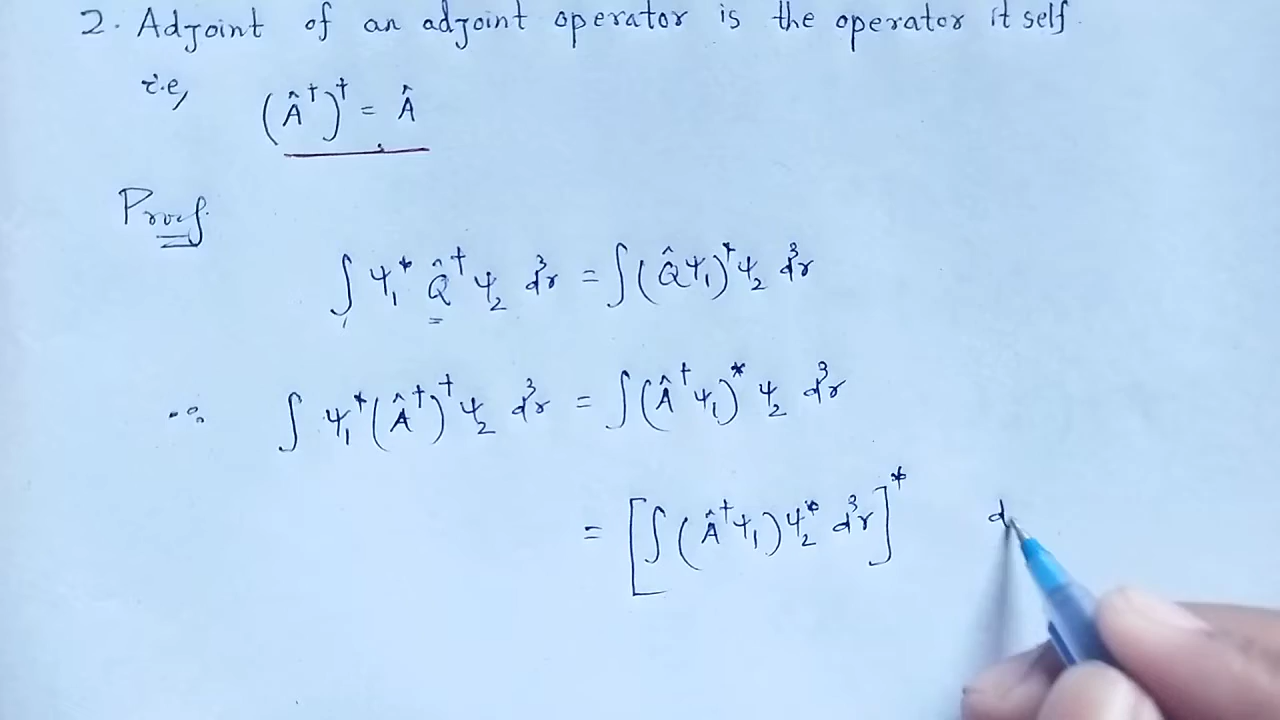 2. Adjoint of an adjoint operator is the operator it self.
i.e, (Â†)† = Â
Proof
∫ ψ₁* Q̂† ψ₂ d³r = ∫ (Q̂ψ₁)* ψ₂ d³r
∴ ∫ ψ₁* (Â†)† ψ₂ d³r = ∫ (Â†ψ₁)* ψ₂ d³r
= [∫ (Â†ψ₁) ψ₂* d³r]* d